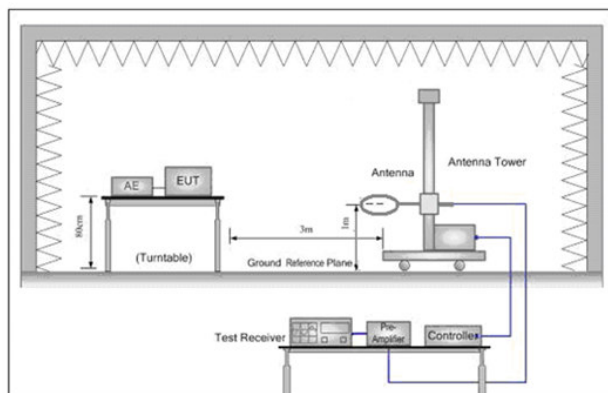 Antenna Tower
Antenna
AE
EUT
80cm
1m
3m
(Turntable)
Ground Reference Plane
Test Receiver
Pre-
Amplifier
Controller